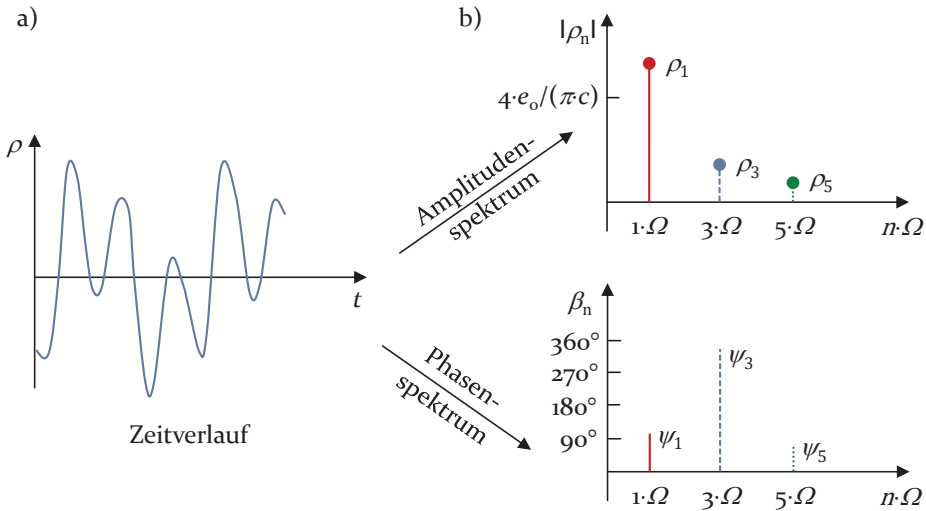 a)
ρ
t
Zeitverlauf
Amplituden-
spektrum
Phasen-
spektrum
b)
|ρn|
4·eo/(π·c)
ρ1
ρ3
ρ5
1·Ω 3·Ω 5·Ω n·Ω
βn
360°
270°
180°
90°
ψ1
ψ3
ψ5
1·Ω 3·Ω 5·Ω n·Ω